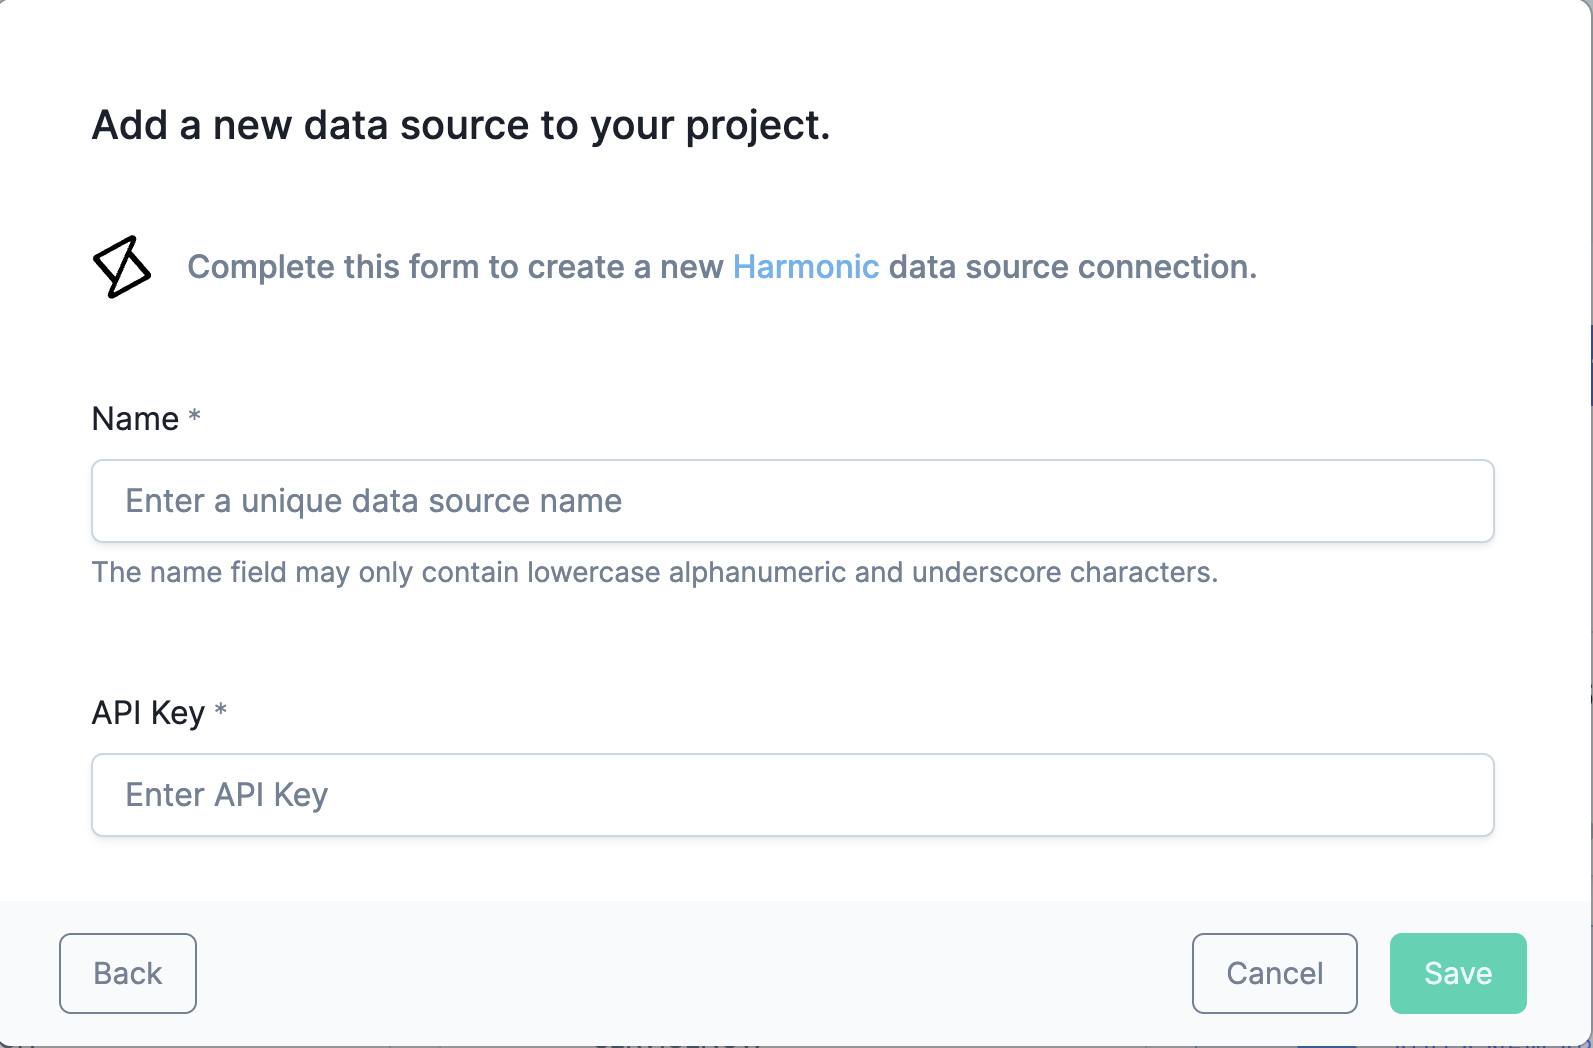 Add a new data source to your project.
Complete this form to create a new Harmonic data source connection.
Name *
Enter a unique data source name
The name field may only contain lowercase alphanumeric and underscore characters.
API Key *
Enter API Key
Back
Cancel
Save